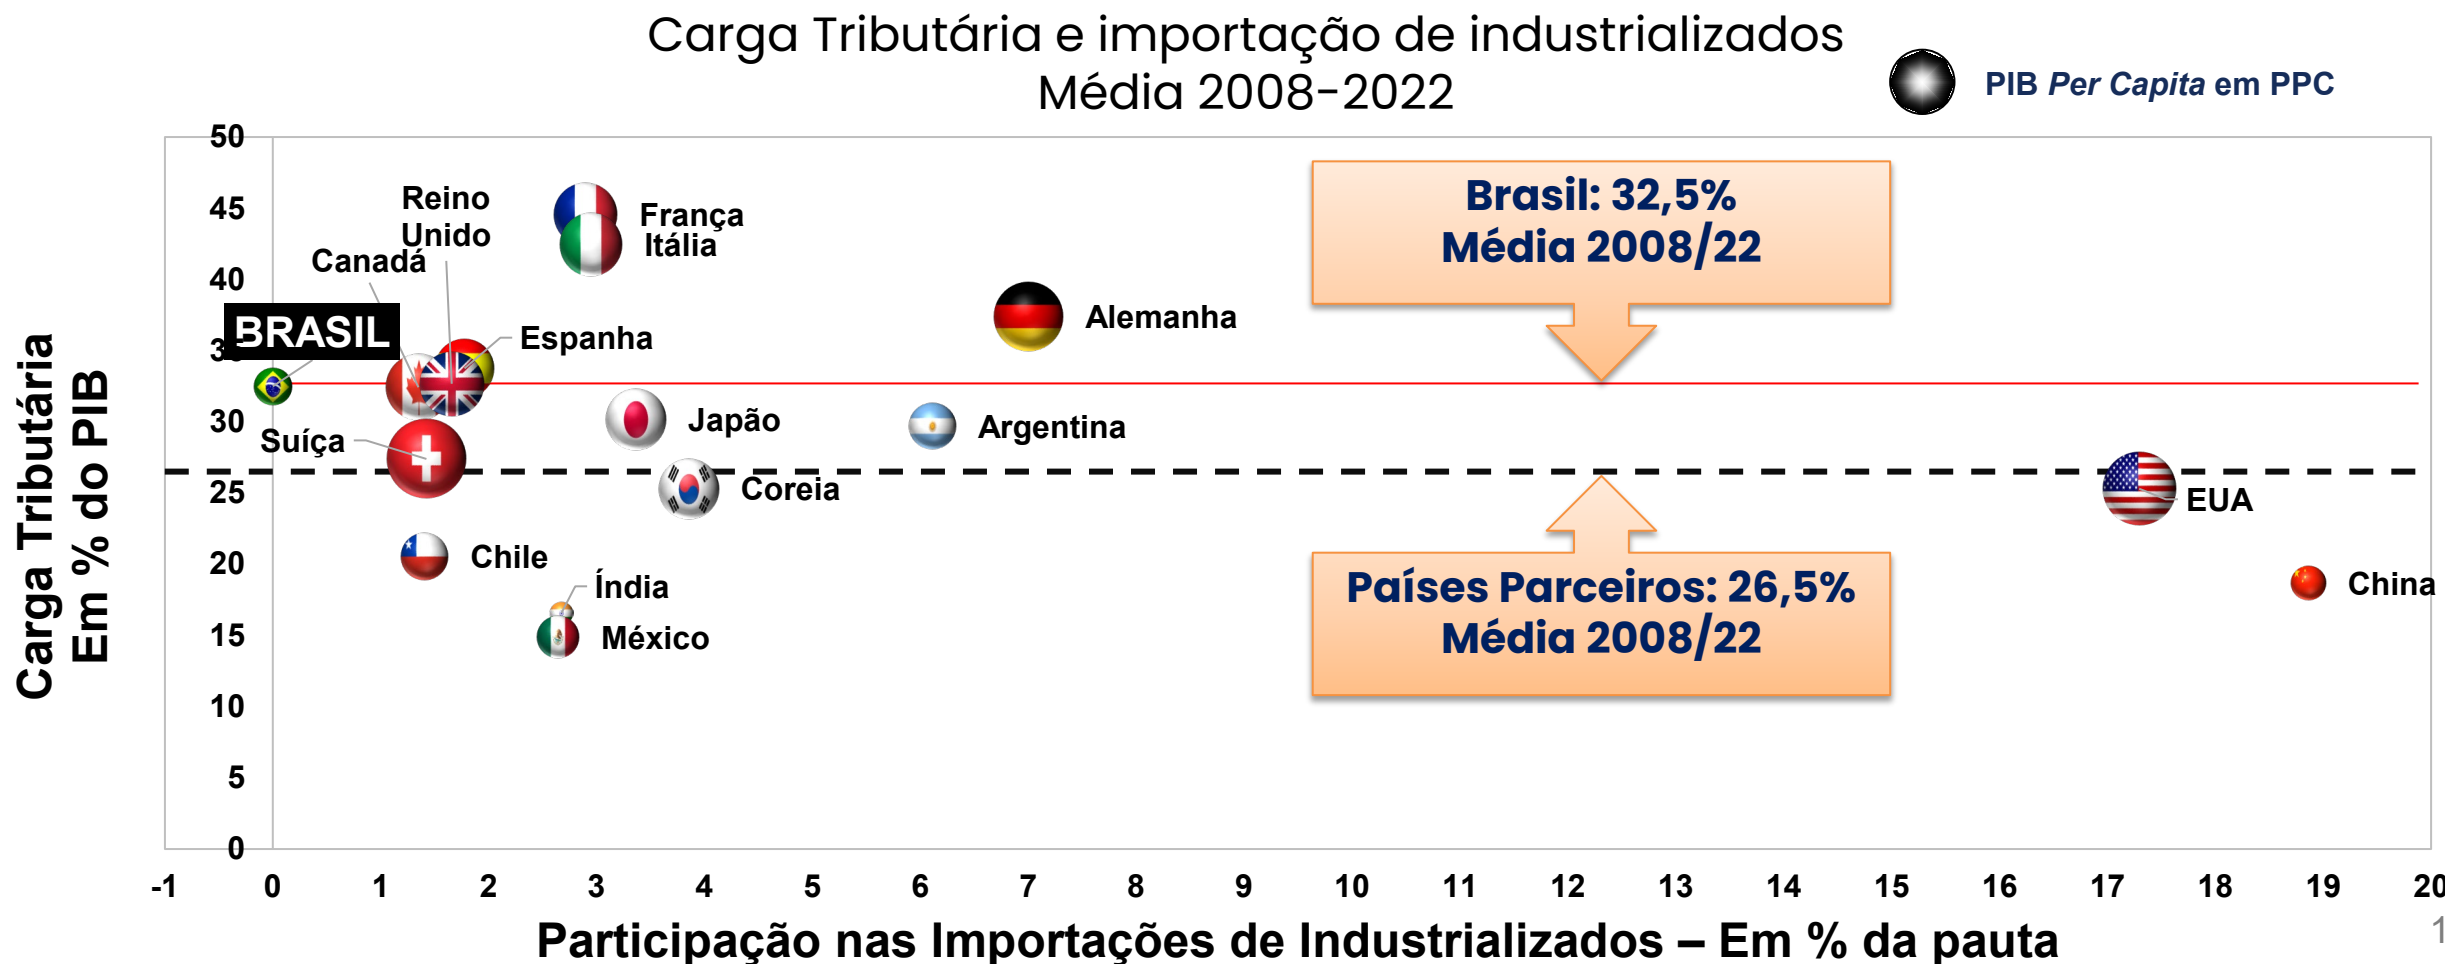 Carga Tributária e importação de industrializados
Média 2008-2022
PIB Per Capita em PPC
Carga Tributária
Em % do PIB
50
45
40
35
30
25
20
15
10
5
0
Reino
Unido
Canadá
BRASIL
França
Itália
Espanha
Alemanha
Suíça
Japão
Argentina
Coreia
EUA
Chile
Índia
México
China
Brasil: 32,5%
Média 2008/22
Países Parceiros: 26,5%
Média 2008/22
-1 0 1 2 3 4 5 6 7 8 9 10 11 12 13 14 15 16 17 18 19 20
Participação nas Importações de Industrializados – Em % da pauta
1